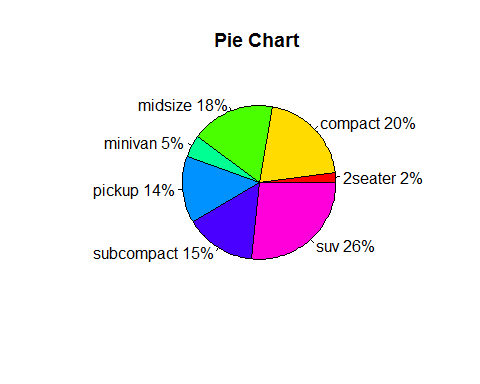 Pie Chart
midsize 18%
compact 20%
minivan 5%
2seater 2%
pickup 14%
subcompact 15%
suv 26%